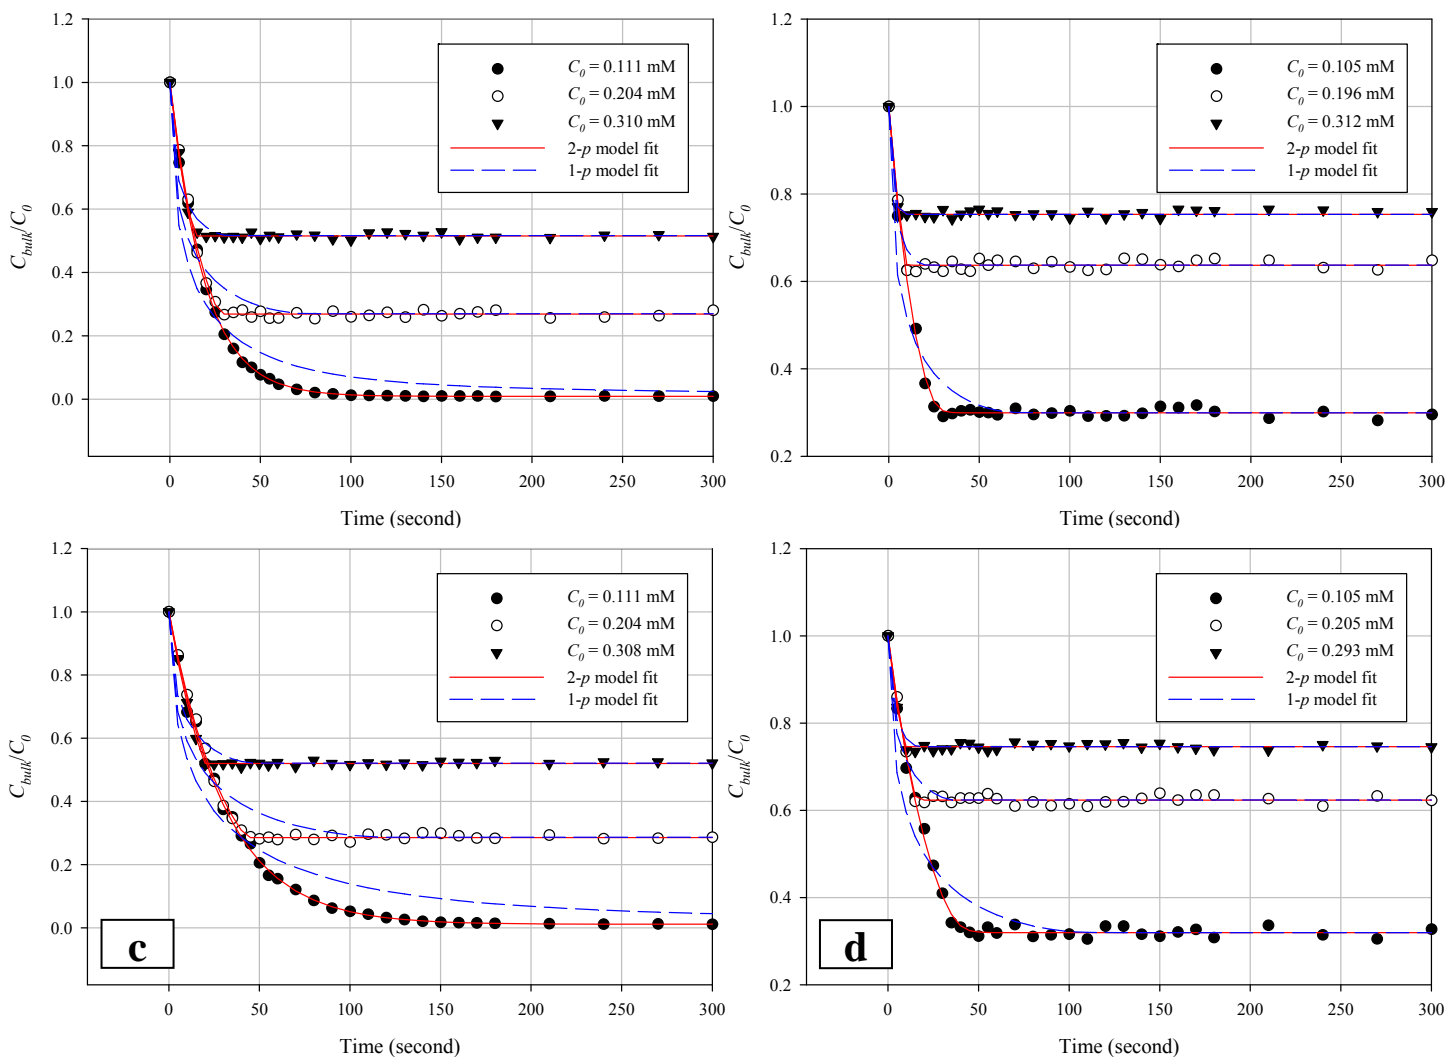 1.2
1.0
0.8
0.6
0.4
0.2
0.0
C_bulk/C_0
C_0 = 0.111 mM
C_0 = 0.204 mM
C_0 = 0.310 mM
2-p model fit
1-p model fit
0 50 100 150 200 250 300
Time (second)
1.2
1.0
0.8
0.6
0.4
0.2
C_bulk/C_0
C_0 = 0.105 mM
C_0 = 0.196 mM
C_0 = 0.312 mM
2-p model fit
1-p model fit
0 50 100 150 200 250 300
Time (second)
1.2
1.0
0.8
0.6
0.4
0.2
0.0
C_bulk/C_0
C_0 = 0.111 mM
C_0 = 0.204 mM
C_0 = 0.308 mM
2-p model fit
1-p model fit
c
0 50 100 150 200 250 300
Time (second)
1.2
1.0
0.8
0.6
0.4
0.2
C_bulk/C_0
C_0 = 0.105 mM
C_0 = 0.205 mM
C_0 = 0.293 mM
2-p model fit
1-p model fit
d
0 50 100 150 200 250 300
Time (second)